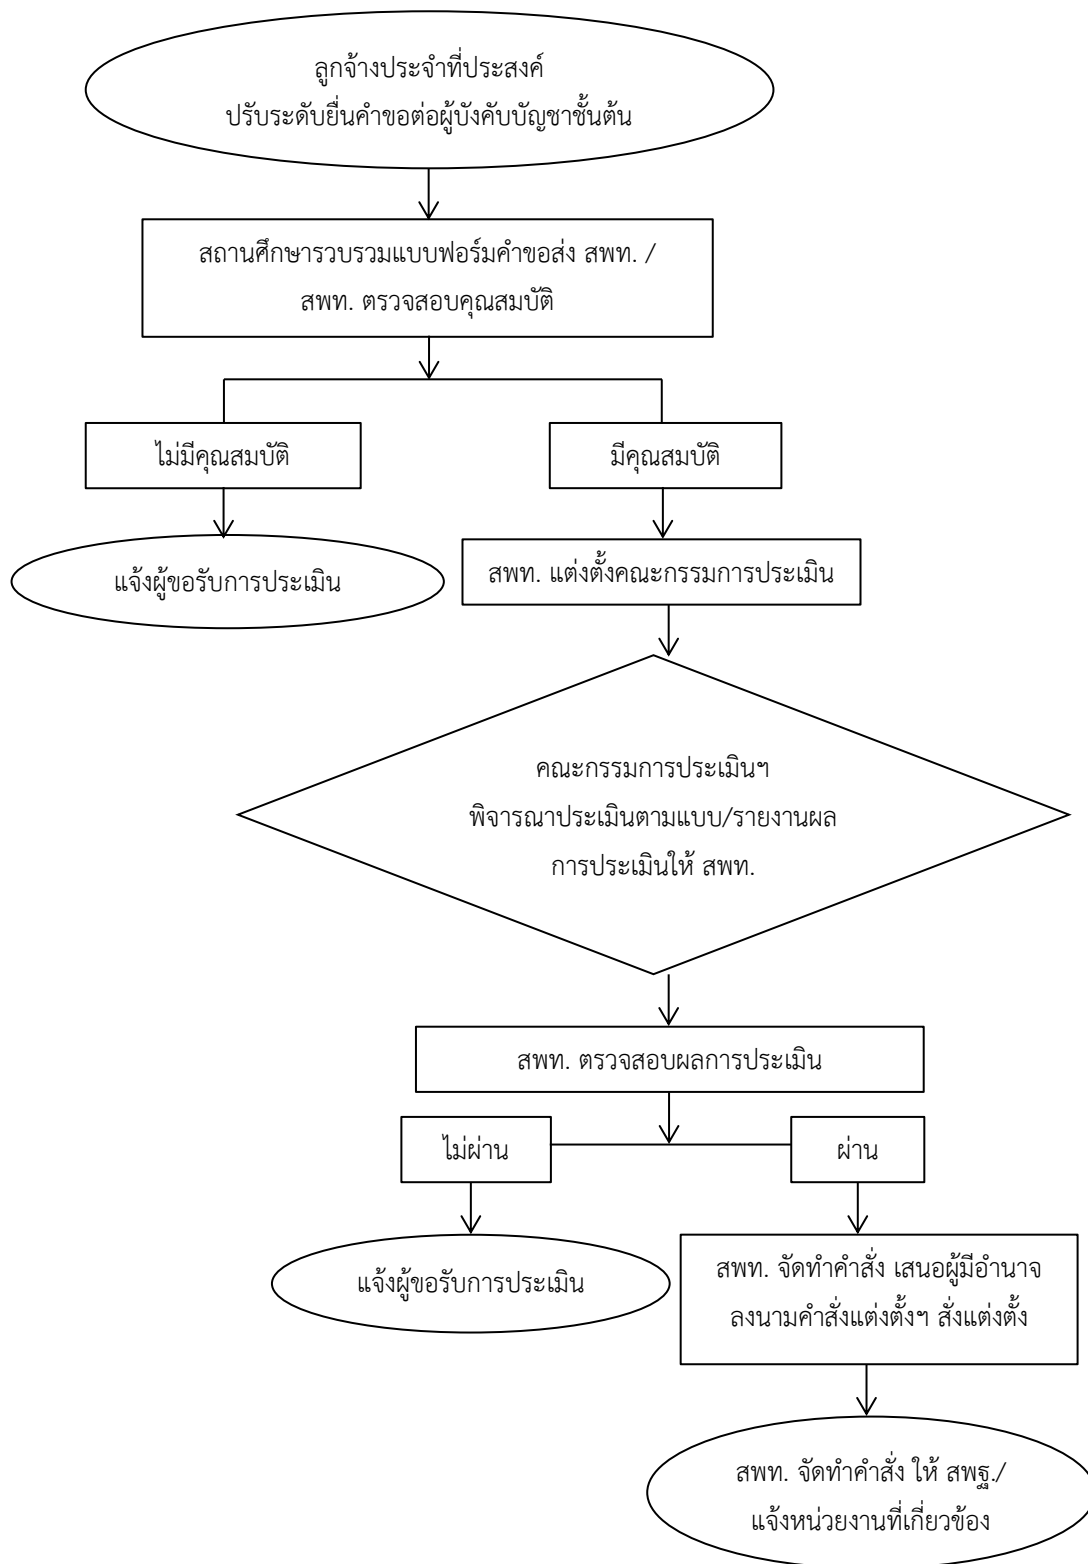 ลูกจ้างประจำที่ประสงค์
ปรับระดับยื่นคำขอต่อผู้บังคับบัญชาชั้นต้น
สถานศึกษารวบรวมแบบฟอร์มคำขอส่ง สพท. /
สพท. ตรวจสอบคุณสมบัติ
ไม่มีคุณสมบัติ
มีคุณสมบัติ
แจ้งผู้ขอรับการประเมิน
สพท. แต่งตั้งคณะกรรมการประเมิน
คณะกรรมการประเมินฯ
พิจารณาประเมินตามแบบ/รายงานผล
การประเมินให้ สพท.
สพท. ตรวจสอบผลการประเมิน
ไม่ผ่าน
ผ่าน
แจ้งผู้ขอรับการประเมิน
สพท. จัดทำคำสั่ง เสนอผู้มีอำนาจ
ลงนามคำสั่งแต่งตั้งฯ สั่งแต่งตั้ง
สพท. จัดทำคำสั่ง ให้ สพฐ./
แจ้งหน่วยงานที่เกี่ยวข้อง